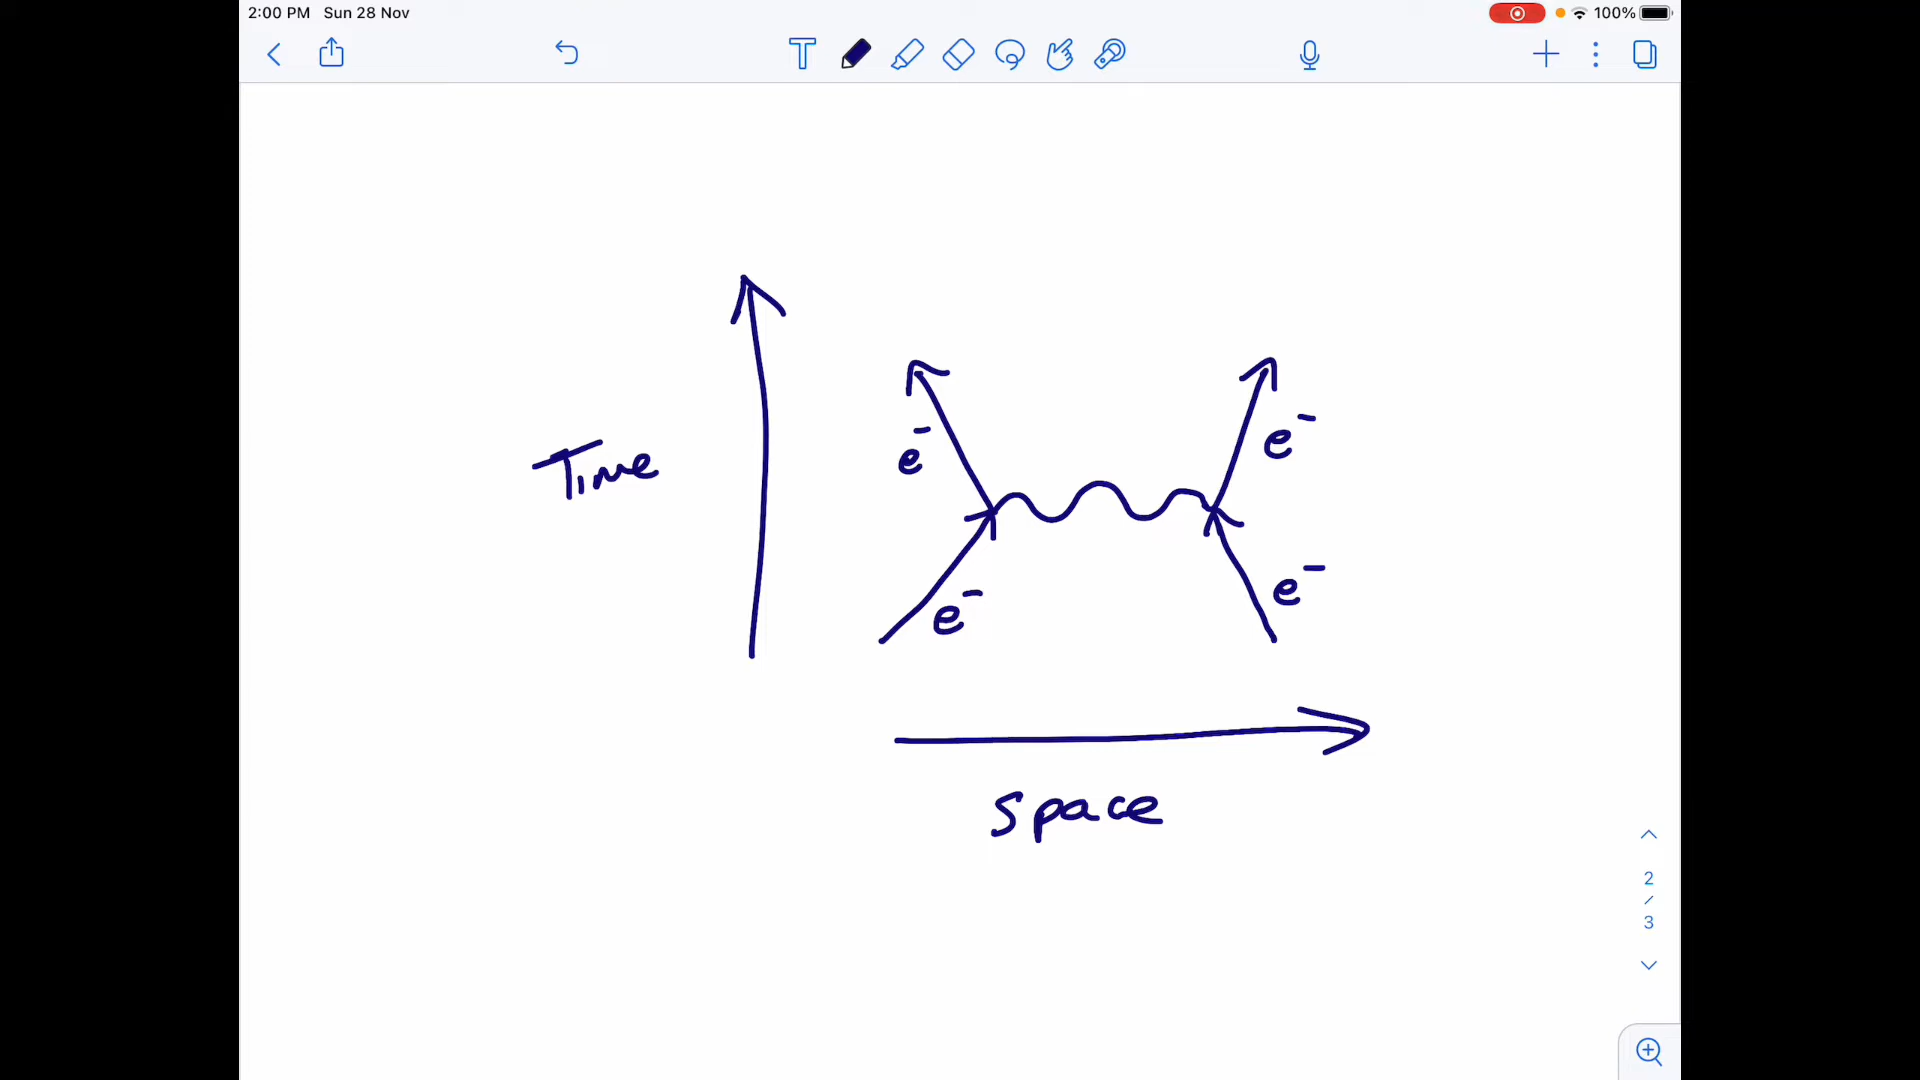 2:00 PM Sun 28 Nov
100%
T
Time
e⁻
e⁻
e⁻
e⁻
space
2
/
3